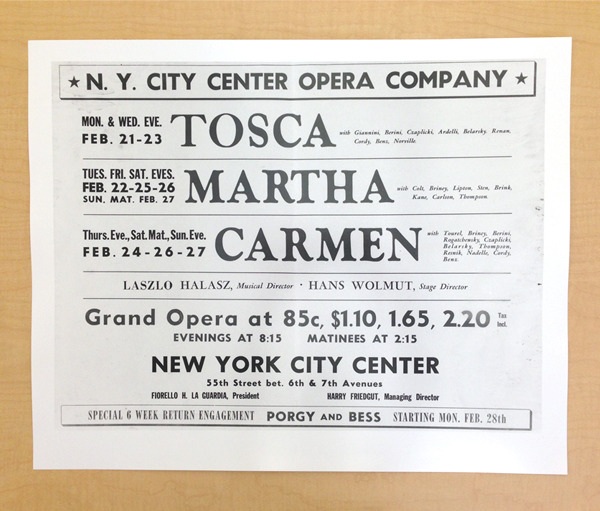 ★ N. Y. CITY CENTER OPERA COMPANY ★
MON. & WED. EVE.
FEB. 21-23
TOSCA
with Giannini, Berini, Czaplicki, Ardelli, Belarsky, Renan,
Cordy, Benz, Norville.
TUES. FRI. SAT. EVES.
FEB. 22-25-26
SUN. MAT. FEB. 27
MARTHA
with Colt, Briney, Lipton, Sten, Brink,
Kane, Carlson, Thompson.
Thurs. Eve., Sat. Mat., Sun. Eve.
FEB. 24-26-27
CARMEN
with Tourel, Briney, Berini,
Rogatchevsky, Czaplicki,
Belarsky, Thompson,
Resnik, Nadelle, Cordy,
Benz.
LASZLO HALASZ, Musical Director · HANS WOLMUT, Stage Director
Grand Opera at 85c, $1.10, 1.65, 2.20 Tax Incl.
EVENINGS AT 8:15 MATINEES AT 2:15
NEW YORK CITY CENTER
55th Street bet. 6th & 7th Avenues
FIORELLO H. LA GUARDIA, President HARRY FRIEDGUT, Managing Director
SPECIAL 6 WEEK RETURN ENGAGEMENT PORGY AND BESS STARTING MON. FEB. 28th